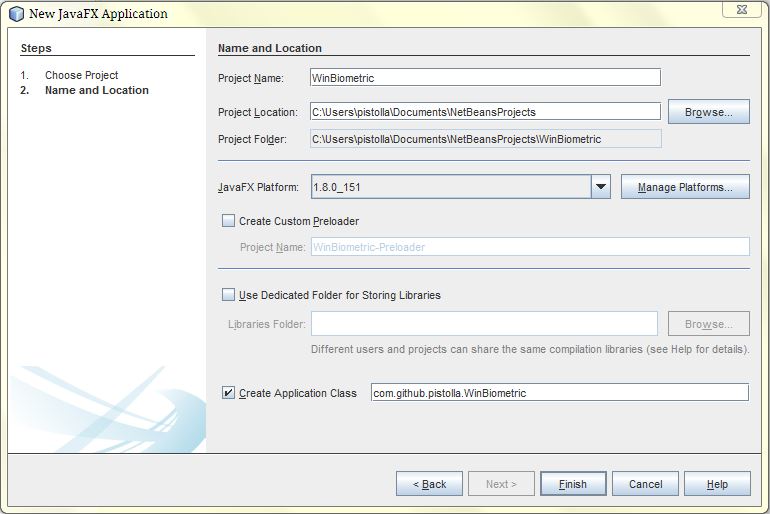 New JavaFX Application
Steps
1. Choose Project
2. Name and Location
Name and Location
Project Name: WinBiometric
Project Location: C:\Users\pistolla\Documents\NetBeansProjects Browse...
Project Folder: C:\Users\pistolla\Documents\NetBeansProjects\WinBiometric
JavaFX Platform: 1.8.0_151 Manage Platforms...
Create Custom Preloader
Project Name: WinBiometric-Preloader
Use Dedicated Folder for Storing Libraries
Libraries Folder: Browse...
Different users and projects can share the same compilation libraries (see Help for details).
Create Application Class com.github.pistolla.WinBiometric
< Back Next > Finish Cancel Help